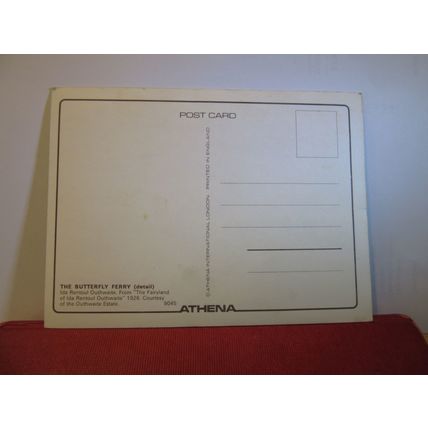 POST CARD
© ATHENA INTERNATIONAL LONDON PRINTED IN ENGLAND
THE BUTTERFLY FERRY (detail)
Ida Rentoul Outhwaite. From "The Fairyland
of Ida Rentoul Outhwaite" 1926. Courtesy
of the Outhwaite Estate. 9045
ATHENA